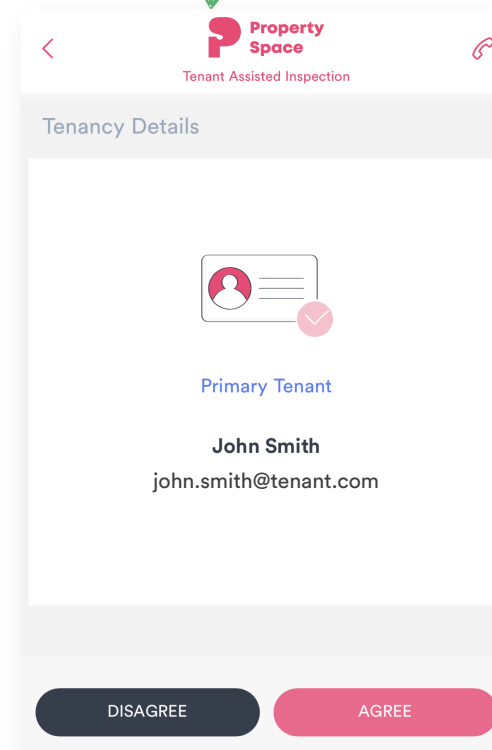 Property
Space
Tenant Assisted Inspection
Tenancy Details
Primary Tenant
John Smith
john.smith@tenant.com
DISAGREE
AGREE